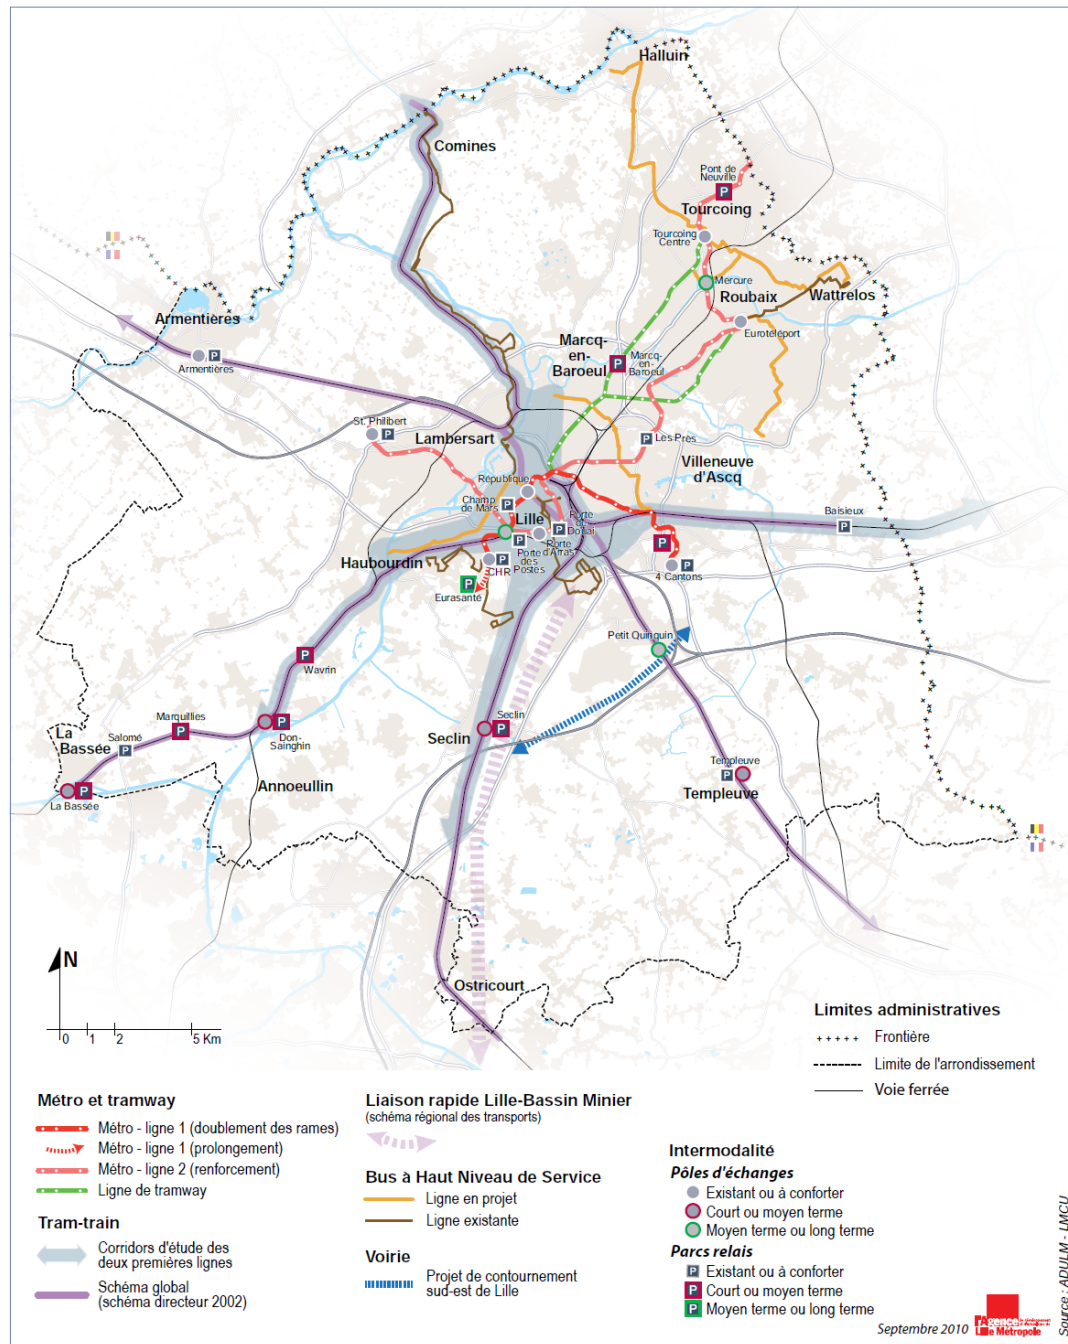 Halluin
Comines
Pont de
Neuville
Tourcoing
Tourcoing
Centre
Mercure
Roubaix
Wattrelos
Eurotéléport
Armentières
Armentières
Marcq-
en-
Baroeul
Marcq-
en-
Baroeul
St. Philibert
Lambersart
Les Près
Villeneuve
d'Ascq
République
Champ
de Mars
Lille
Porte
de
Douai
Porte
d'Arras
Porte
des
Postes
Baisieux
Haubourdin
CHR
4 Cantons
Eurasanté
Petit Quinquin
Wavrin
Marquillies
La
Bassée
Salomé
Don-
Sainghin
Seclin
Seclin
La Bassée
Annoeullin
Templeuve
Templeuve
Ostricourt
N
0 1 2 5 Km
Limites administratives
Frontière
Limite de l'arrondissement
Voie ferrée
Métro et tramway
Métro - ligne 1 (doublement des rames)
Métro - ligne 1 (prolongement)
Métro - ligne 2 (renforcement)
Ligne de tramway
Tram-train
Corridors d'étude des
deux premières lignes
Schéma global
(schéma directeur 2002)
Liaison rapide Lille-Bassin Minier
(schéma régional des transports)
Bus à Haut Niveau de Service
Ligne en projet
Ligne existante
Voirie
Projet de contournement
sud-est de Lille
Intermodalité
Pôles d'échanges
Existant ou à conforter
Court ou moyen terme
Moyen terme ou long terme
Parcs relais
P Existant ou à conforter
P Court ou moyen terme
P Moyen terme ou long terme
Septembre 2010
l'Agence
Lille Métropole
Source : ADULM - LMCU